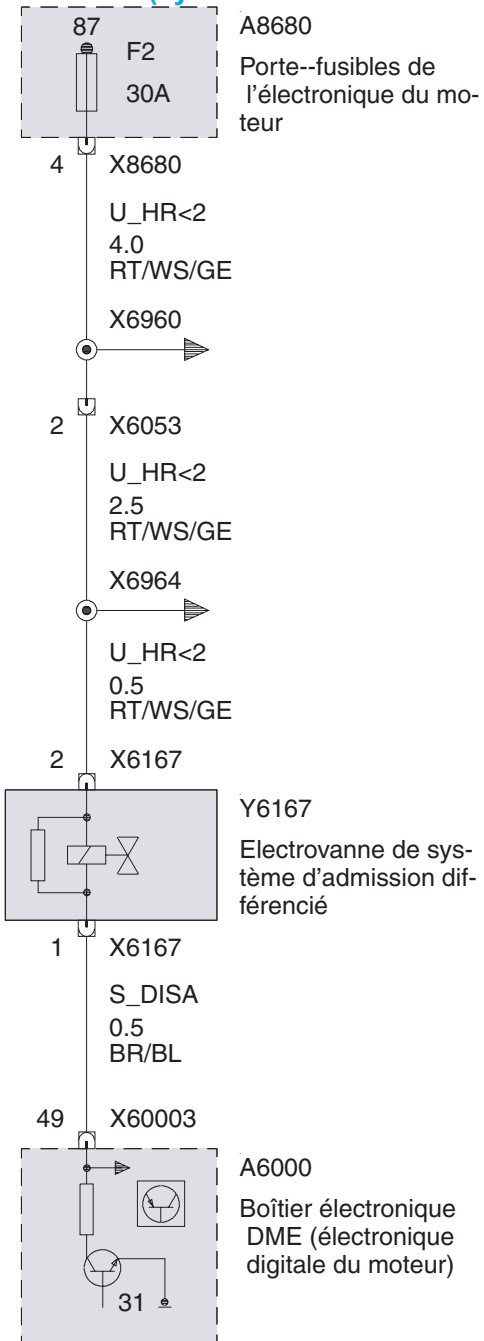 87
F2
30A
A8680
Porte--fusibles de
l'électronique du mo-
teur
4 X8680
U_HR<2
4.0
RT/WS/GE
X6960
2 X6053
U_HR<2
2.5
RT/WS/GE
X6964
U_HR<2
0.5
RT/WS/GE
2 X6167
Y6167
Electrovanne de sys-
tème d'admission dif-
férencié
1 X6167
S_DISA
0.5
BR/BL
49 X60003
A6000
Boîtier électronique
DME (électronique
digitale du moteur)
31